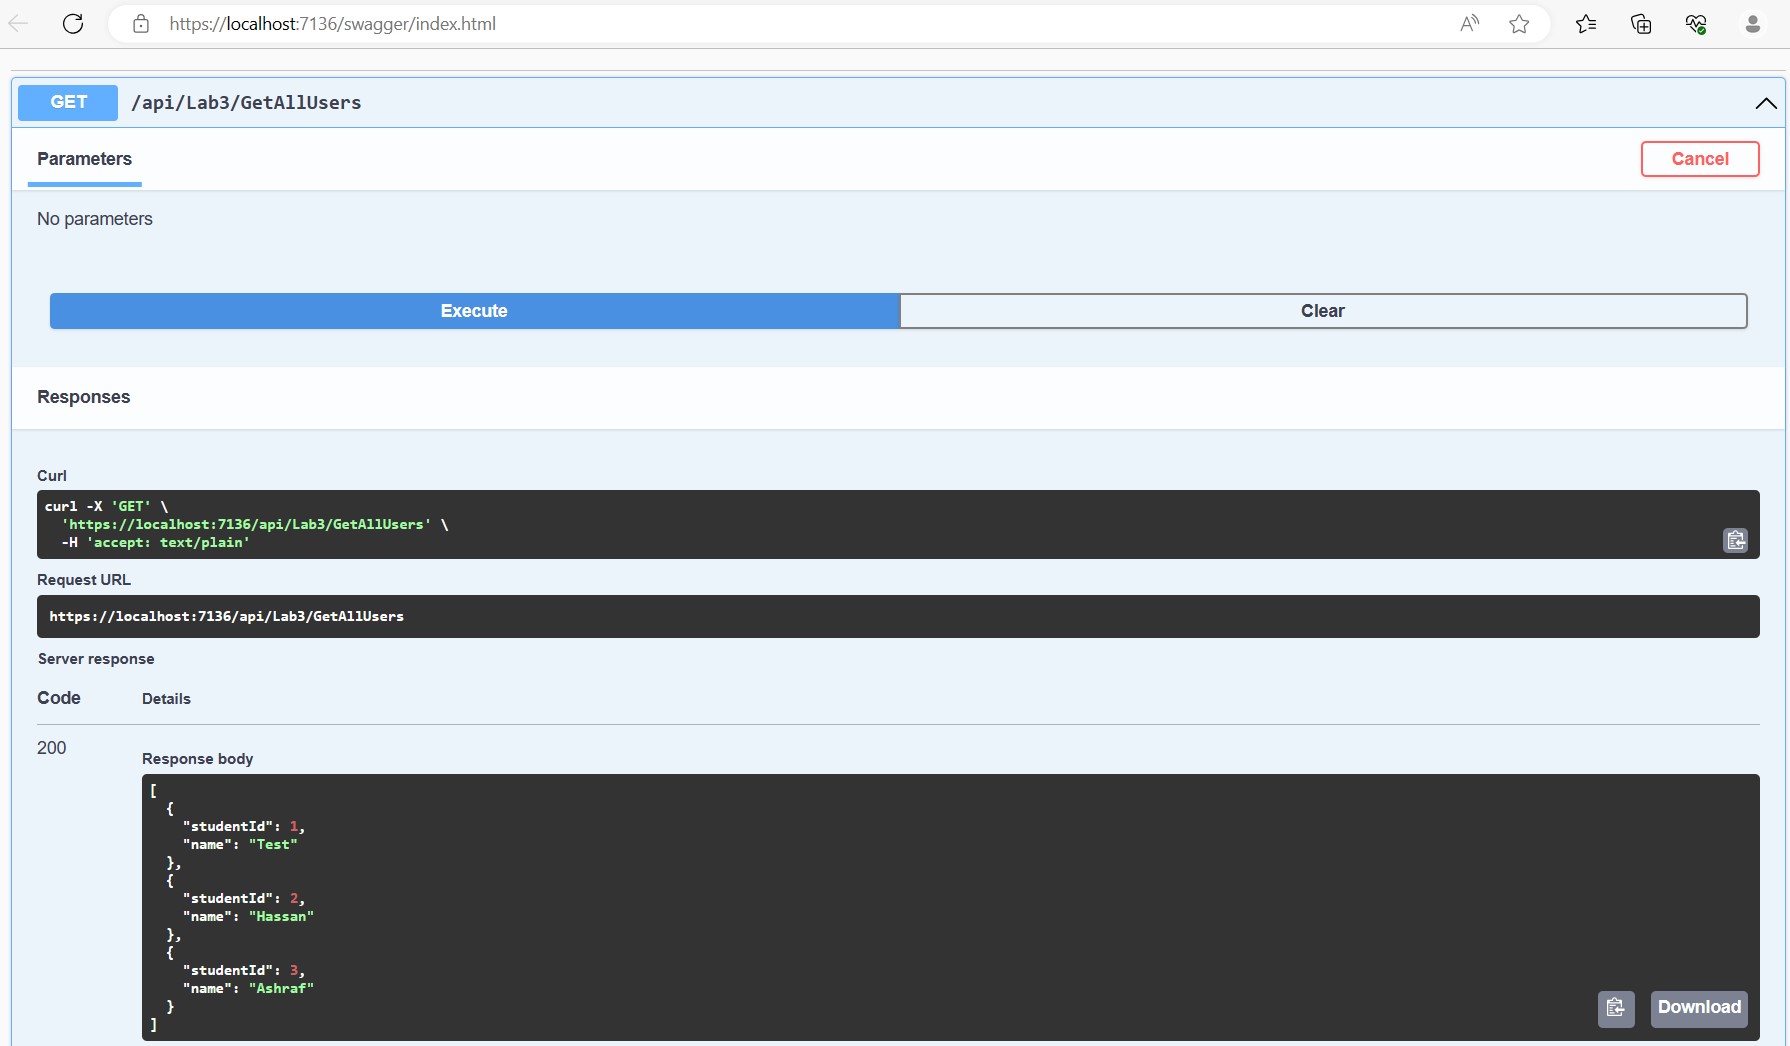 https://localhost:7136/swagger/index.html
GET /api/Lab3/GetAllUsers
Parameters
Cancel
No parameters
Execute
Clear
Responses
Curl
curl -X 'GET' \
'https://localhost:7136/api/Lab3/GetAllUsers' \
-H 'accept: text/plain'
Request URL
https://localhost:7136/api/Lab3/GetAllUsers
Server response
Code Details
200
Response body
[
{
"studentId": 1,
"name": "Test"
},
{
"studentId": 2,
"name": "Hassan"
},
{
"studentId": 3,
"name": "Ashraf"
}
]
Download